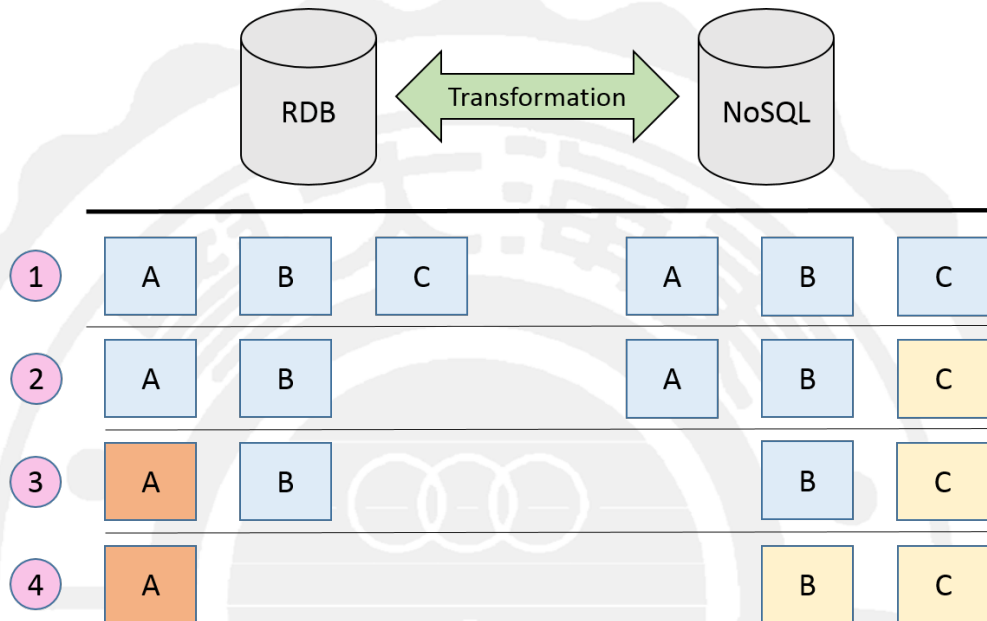 RDB Transformation NoSQL
1 A B C A B C
2 A B A B C
3 A B B C
4 A B C